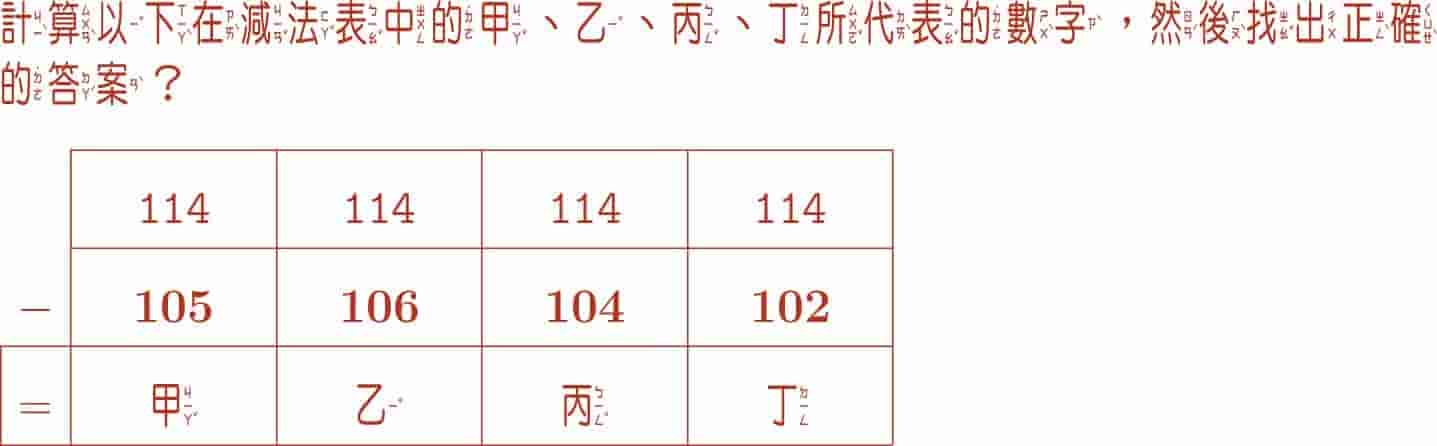 計算以下在減法表中的甲、乙、丙、丁所代表的數字，然後找出正確
的答案？
114 114 114 114
− 105 106 104 102
= 甲 乙 丙 丁